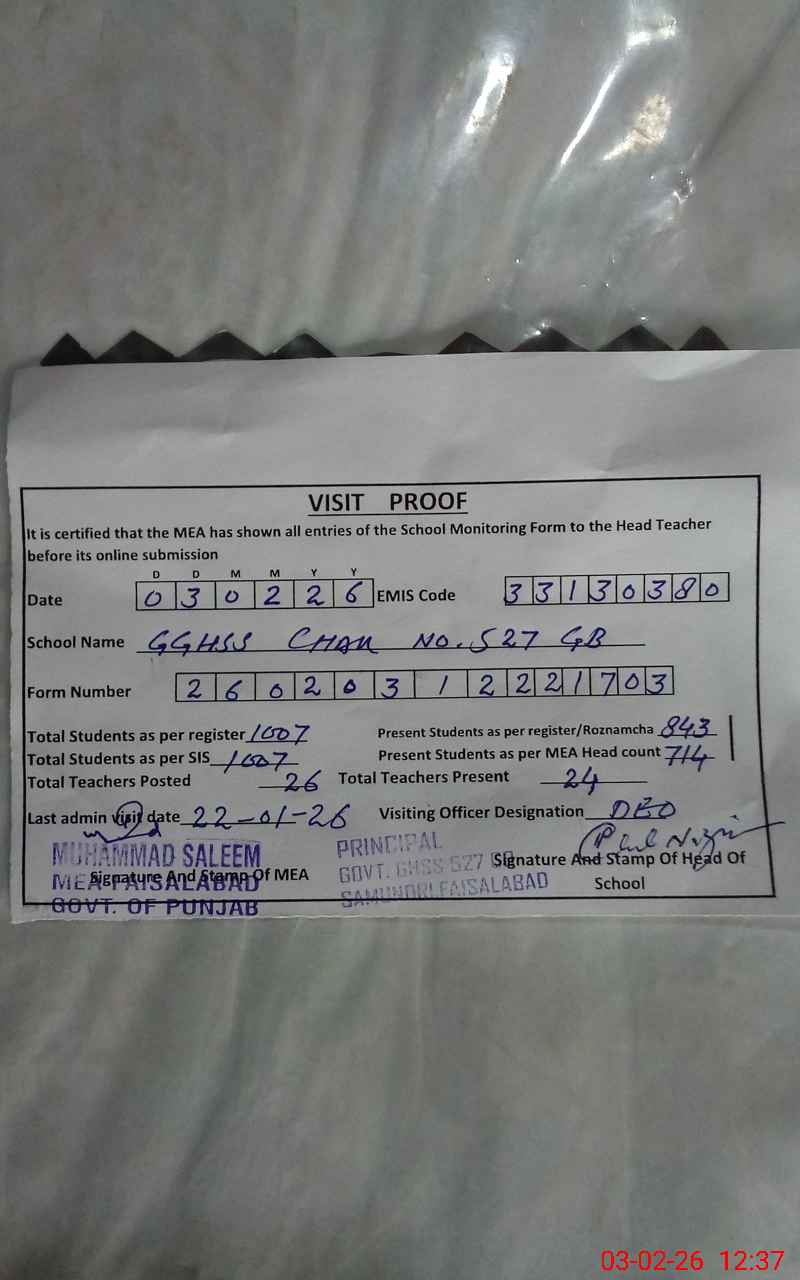 VISIT PROOF
It is certified that the MEA has shown all entries of the School Monitoring Form to the Head Teacher
before its online submission
D D M M Y Y
Date 0 3 0 2 2 6 EMIS Code 3 3 1 3 0 3 8 0
School Name GGHSS CHAK NO. 527 GB
Form Number 2 6 0 2 0 3 1 2 2 2 1 7 0 3
Total Students as per register 1007 Present Students as per register/Roznamcha 843
Total Students as per SIS 1007 Present Students as per MEA Head count 714
Total Teachers Posted 26 Total Teachers Present 24
Last admin visit date 22-01-26 Visiting Officer Designation DEO
MUHAMMAD SALEEM
MEA FAISALABAD
GOVT. OF PUNJAB
Signature And Stamp Of MEA
PRINCIPAL
GOVT. GHSS 527 GB
SAMUNDRI FAISALABAD
Signature And Stamp Of Head Of
School
03-02-26 12:37